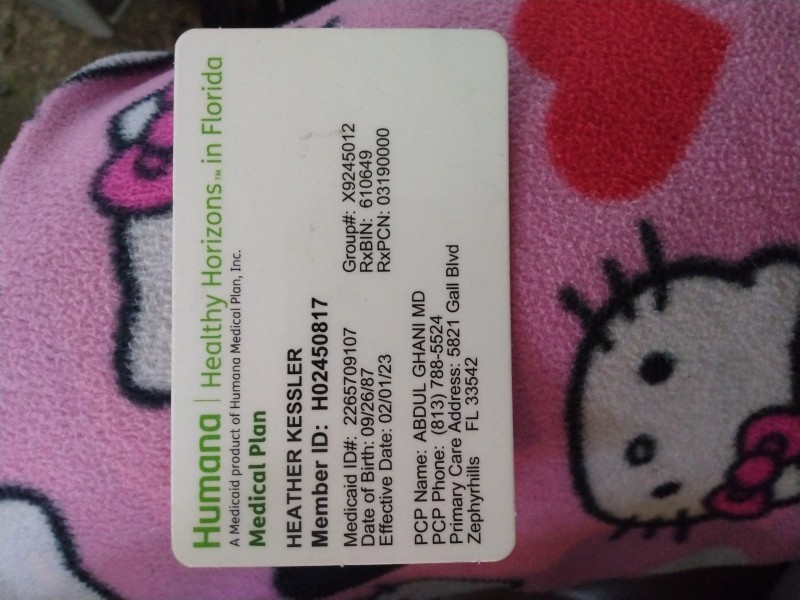 Humana | Healthy Horizons™ in Florida
A Medicaid product of Humana Medical Plan, Inc.
Medical Plan
HEATHER KESSLER
Member ID: H02450817
Medicaid ID#: 2265709107
Date of Birth: 09/26/87
Effective Date: 02/01/23
Group#: X9245012
RxBIN: 610649
RxPCN: 03190000
PCP Name: ABDUL GHANI MD
PCP Phone: (813) 788-5524
Primary Care Address: 5821 Gall Blvd
Zephyrhills FL 33542